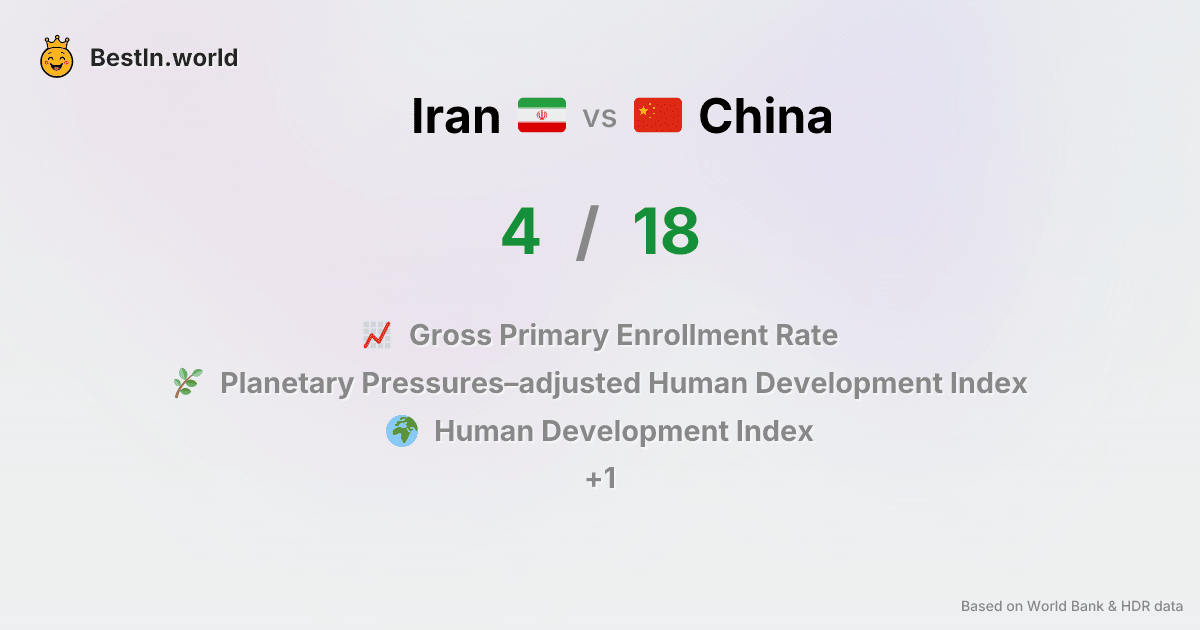 BestIn.world
Iran vs China
4 / 18
Gross Primary Enrollment Rate
Planetary Pressures–adjusted Human Development Index
Human Development Index
+1
Based on World Bank & HDR data